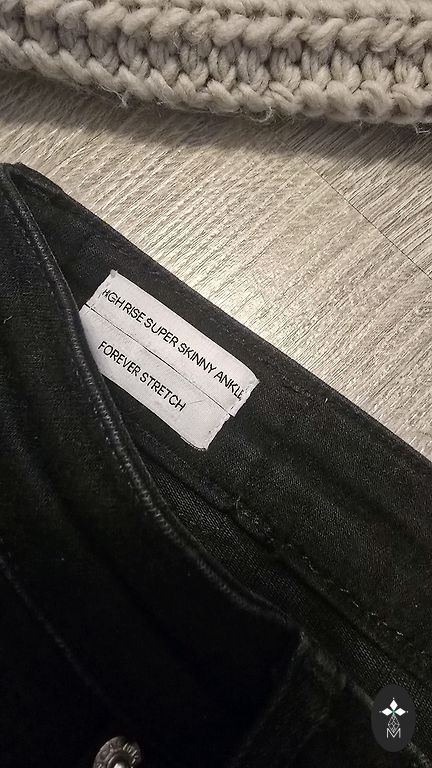 HIGH RISE SUPER SKINNY ANKLE
FOREVER STRETCH
M